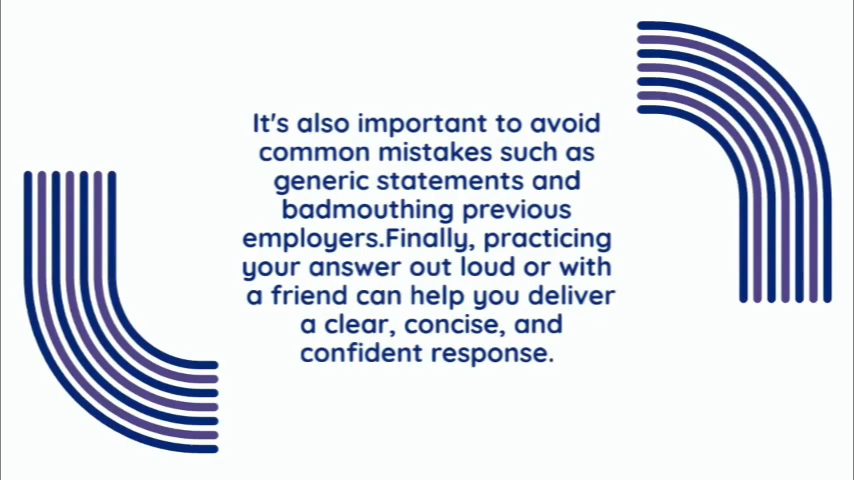 It's also important to avoid
common mistakes such as
generic statements and
badmouthing previous
employers.Finally, practicing
your answer out loud or with
a friend can help you deliver
a clear, concise, and
confident response.